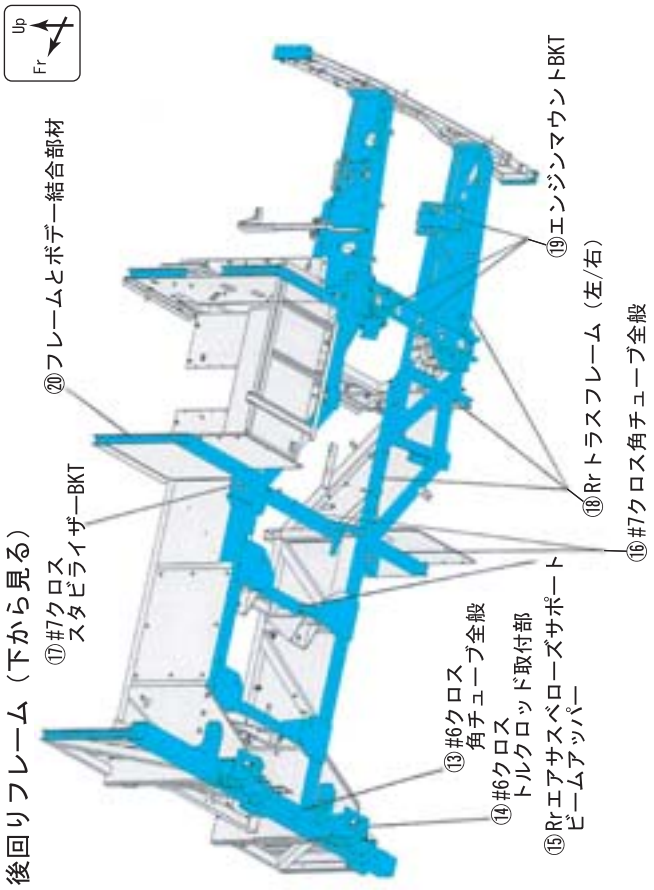 後回りフレーム（下から見る）
Up
Fr
⑰#7クロス
スタビライザーBKT
⑳フレームとボデー結合部材
⑬#6クロス
角チューブ全般
⑭#6クロス
トルクロッド取付部
⑮Rrエアサスベローズサポート
ビームアッパー
⑯#7クロス角チューブ全般
⑱Rrトラスフレーム（左/右）
⑲エンジンマウントBKT